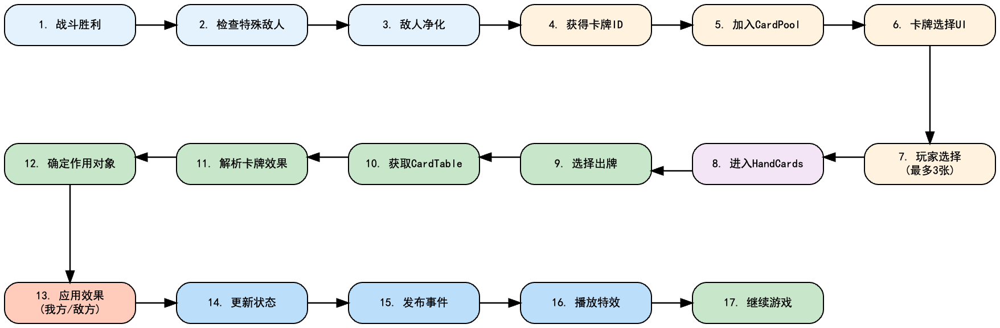 1. 战斗胜利
2. 检查特殊敌人
3. 敌人净化
4. 获得卡牌ID
5. 加入CardPool
6. 卡牌选择UI
7. 玩家选择
(最多3张)
8. 进入HandCards
9. 选择出牌
10. 获取CardTable
11. 解析卡牌效果
12. 确定作用对象
13. 应用效果
(我方/敌方)
14. 更新状态
15. 发布事件
16. 播放特效
17. 继续游戏